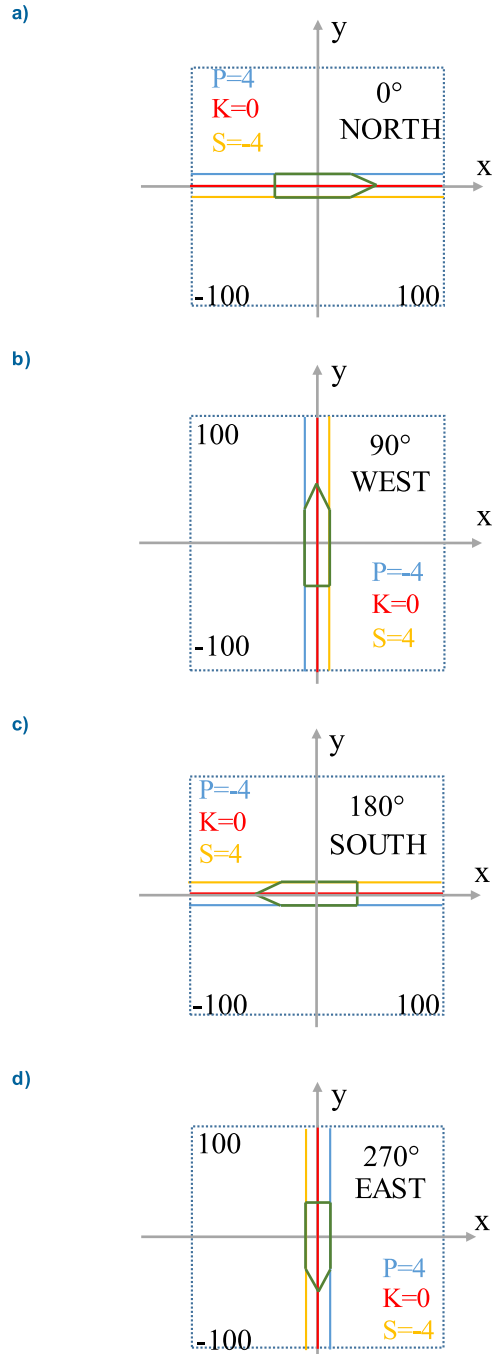 a)
y
P=4
K=0
S=-4
0°
NORTH
x
-100
100
b)
y
100
90°
WEST
x
P=-4
K=0
S=4
-100
c)
y
P=-4
K=0
S=4
180°
SOUTH
x
-100
100
d)
y
100
270°
EAST
x
P=4
K=0
S=-4
-100